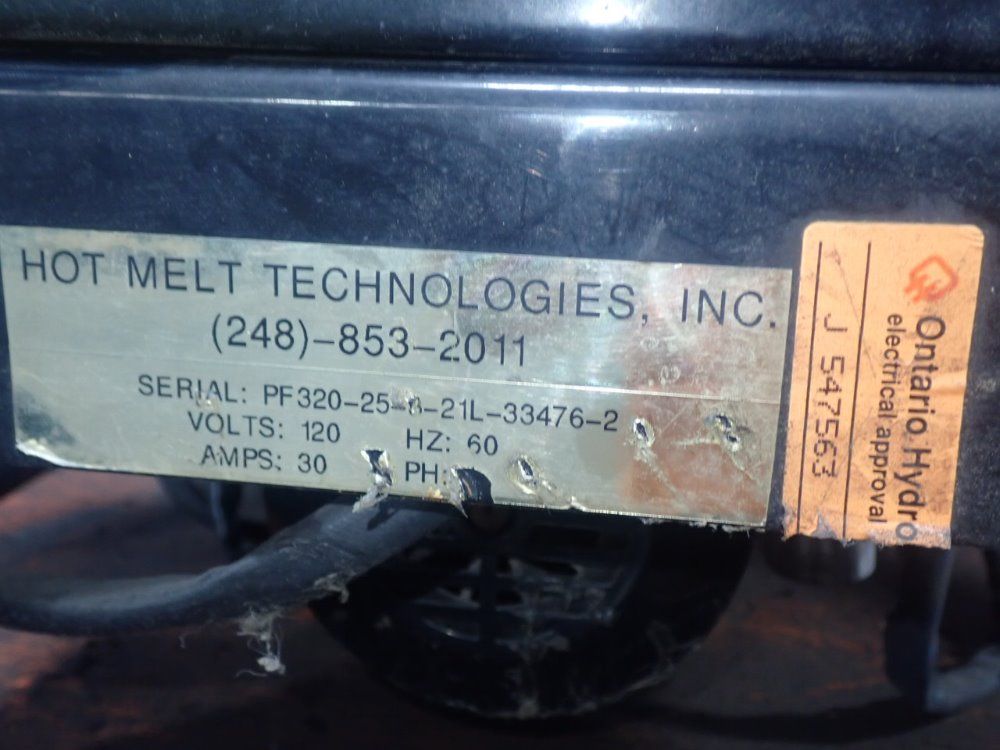 HOT MELT TECHNOLOGIES, INC.
(248)-853-2011
SERIAL: PF320-25-8-21L-33476-2
VOLTS: 120 HZ: 60
AMPS: 30 PH:
Ontario Hydro
electrical approval
J 547563